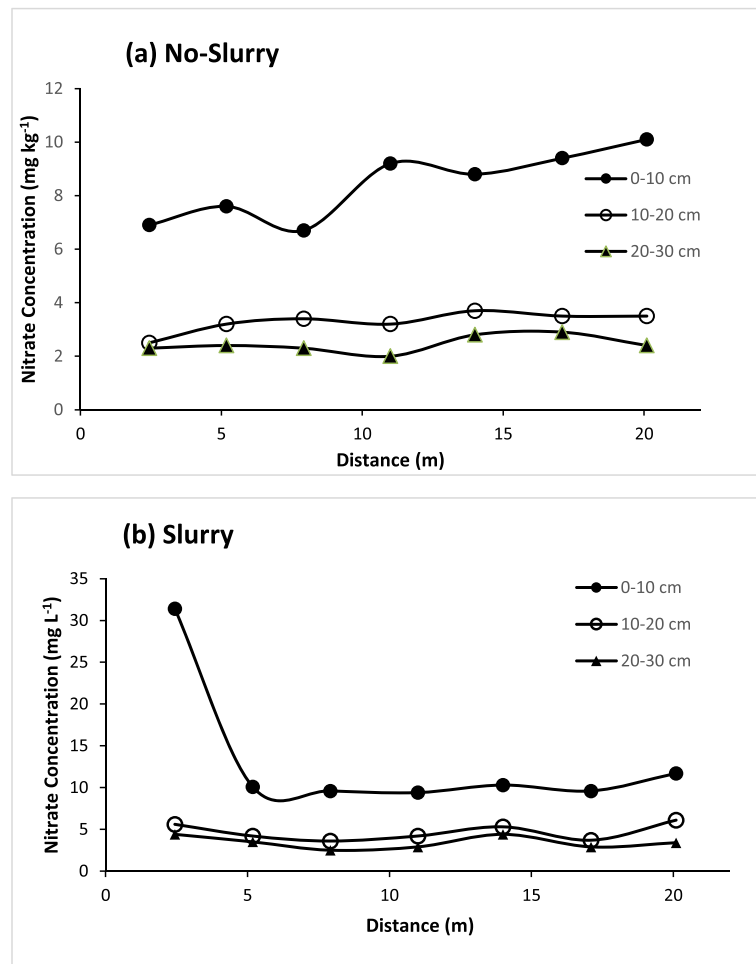 (a) No-Slurry
12
10
8
6
4
2
0
Nitrate Concentration (mg kg-1)
0-10 cm
10-20 cm
20-30 cm
0 5 10 15 20
Distance (m)
(b) Slurry
35
30
25
20
15
10
5
0
Nitrate Concentration (mg L-1)
0-10 cm
10-20 cm
20-30 cm
0 5 10 15 20
Distance (m)